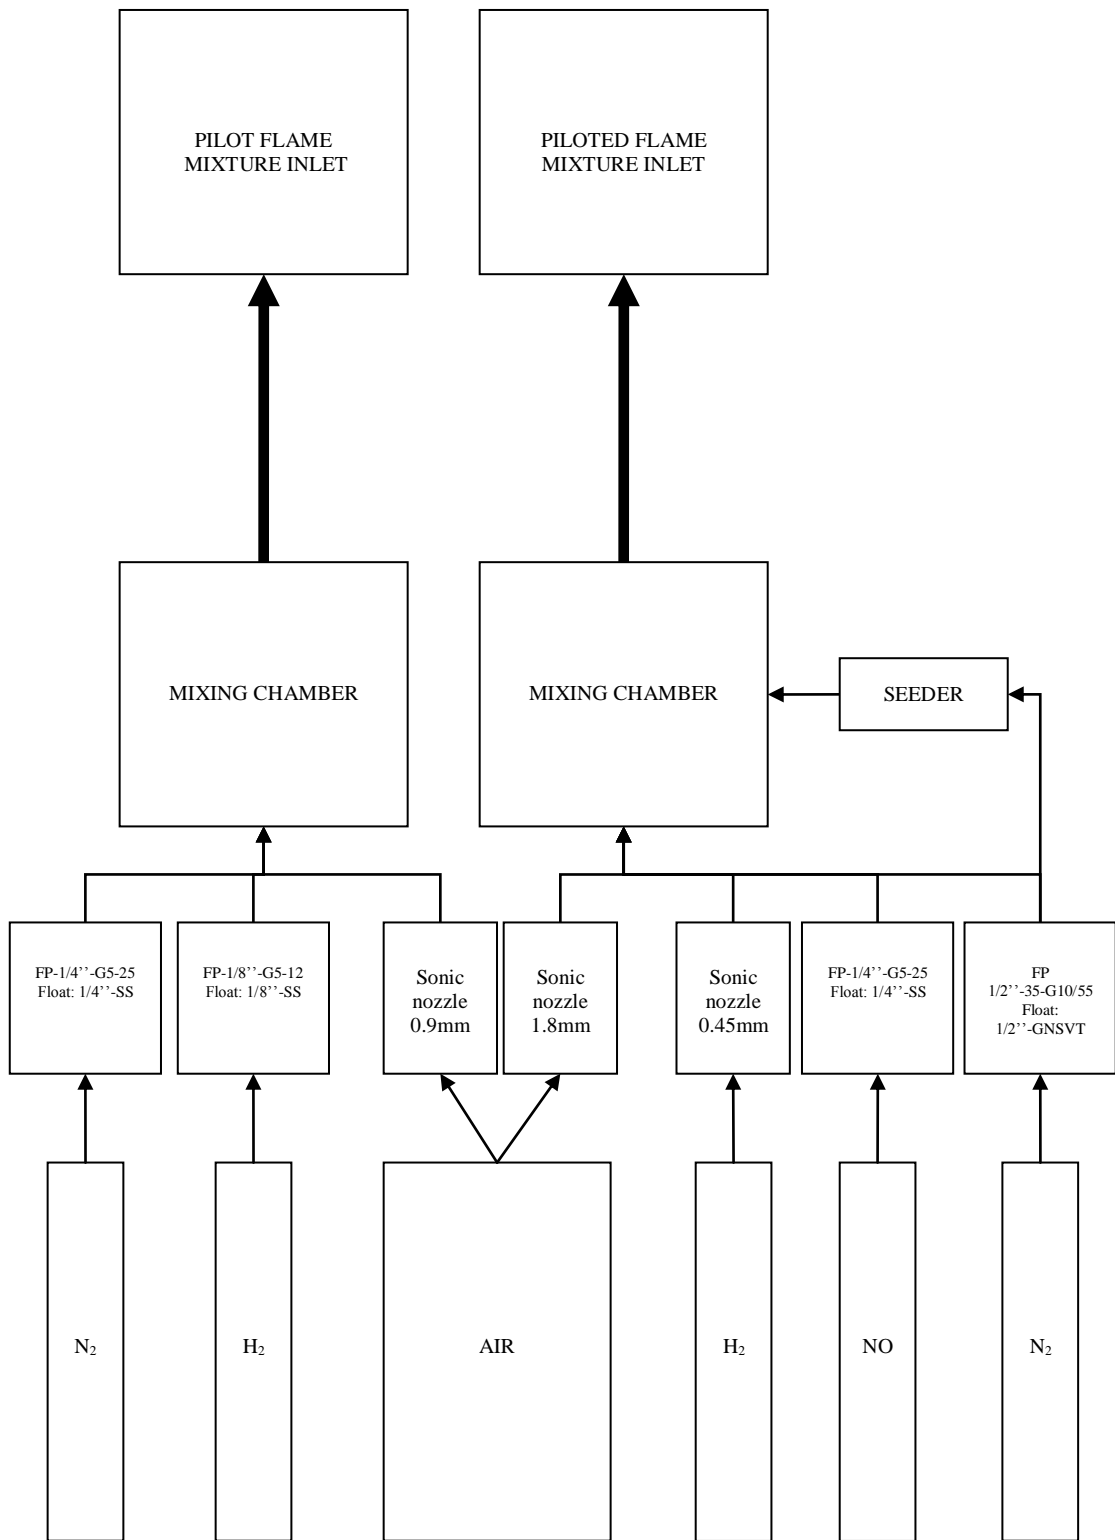 PILOT FLAME
MIXTURE INLET
PILOTED FLAME
MIXTURE INLET
MIXING CHAMBER
MIXING CHAMBER
SEEDER
FP-1/4’’-G5-25
Float: 1/4’’-SS
FP-1/8’’-G5-12
Float: 1/8’’-SS
Sonic
nozzle
0.9mm
Sonic
nozzle
1.8mm
Sonic
nozzle
0.45mm
FP-1/4’’-G5-25
Float: 1/4’’-SS
FP
1/2’’-35-G10/55
Float:
1/2’’-GNSVT
N₂
H₂
AIR
H₂
NO
N₂